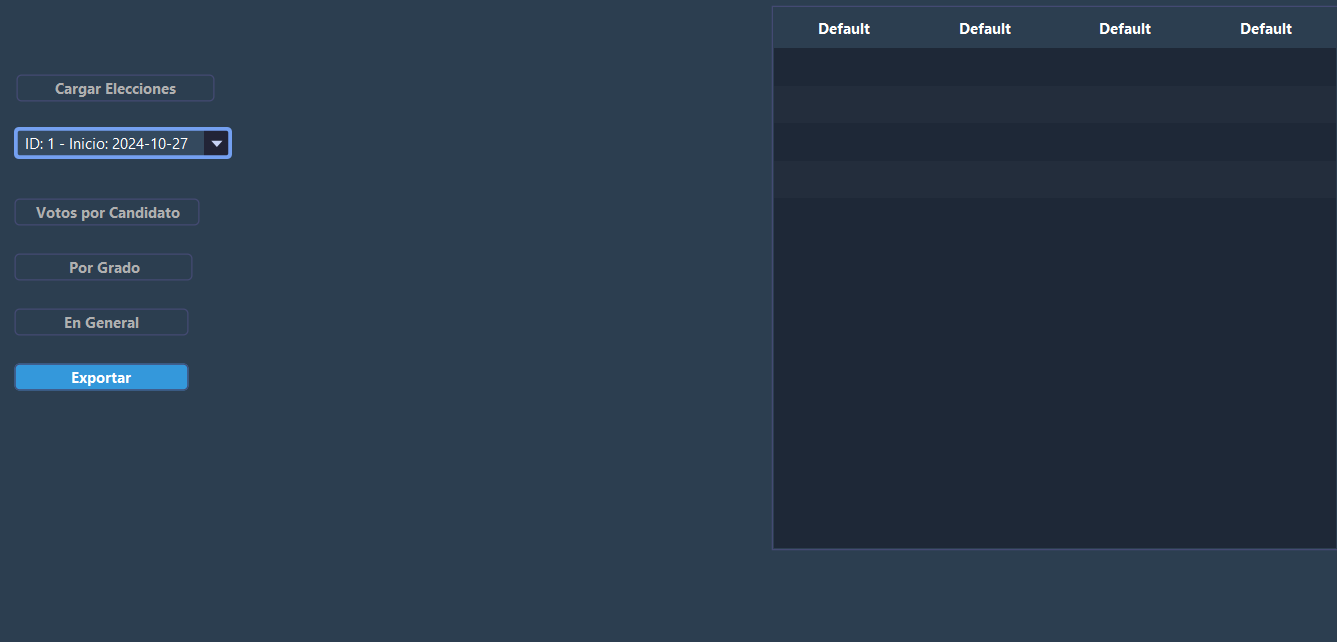 Default Default Default Default
Cargar Elecciones
ID: 1 - Inicio: 2024-10-27
Votos por Candidato
Por Grado
En General
Exportar